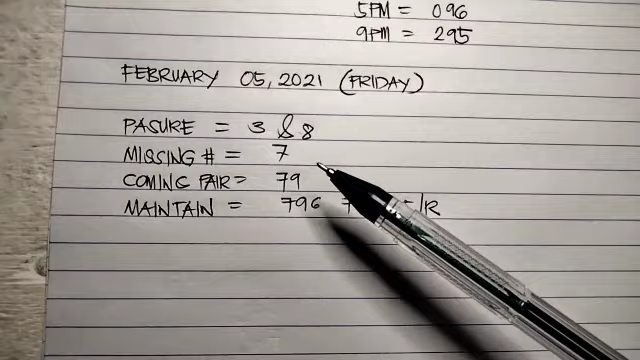 5PM = 096
9PM = 295
FEBRUARY 05, 2021 (FRIDAY)
PASURE = 3 & 8
MISSING # = 7
COMING PAIR = 79
MAINTAIN = 796 T/R